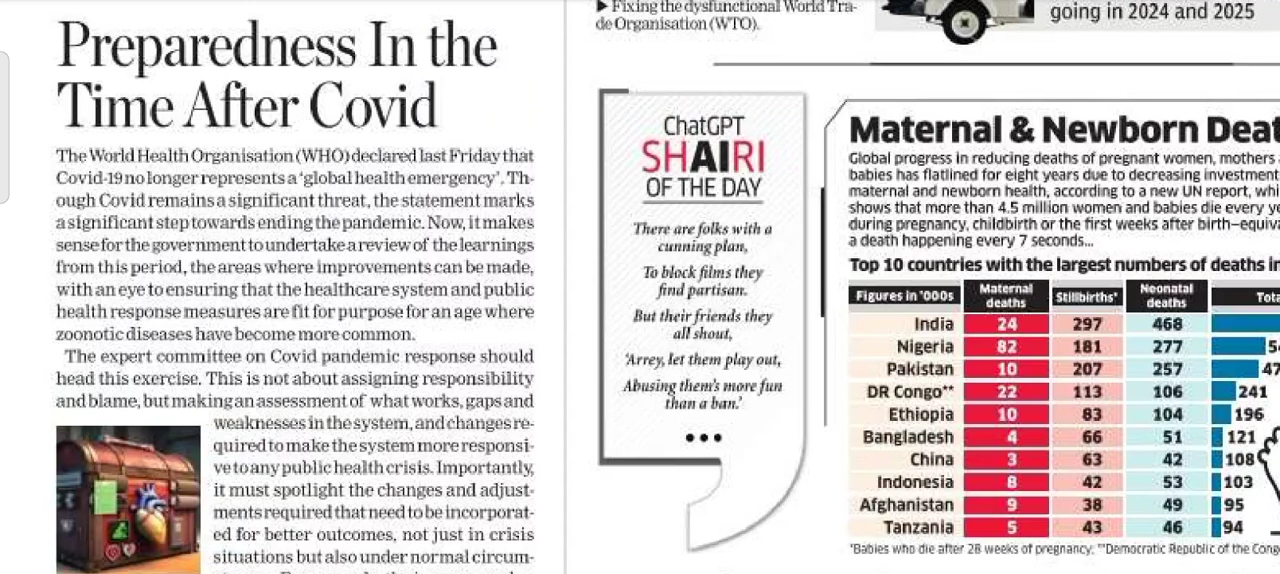 Preparedness In the
Time After Covid
The World Health Organisation (WHO) declared last Friday that
Covid-19 no longer represents a ‘global health emergency’. Th-
ough Covid remains a significant threat, the statement marks
a significant step towards ending the pandemic. Now, it makes
sense for the government to undertake a review of the learnings
from this period, the areas where improvements can be made,
with an eye to ensuring that the healthcare system and public
health response measures are fit for purpose for an age where
zoonotic diseases have become more common.
The expert committee on Covid pandemic response should
head this exercise. This is not about assigning responsibility
and blame, but making an assessment of what works, gaps and
weaknesses in the system, and changes re-
quired to make the system more responsi-
ve to any public health crisis. Importantly,
it must spotlight the changes and adjust-
ments required that need to be incorporat-
ed for better outcomes, not just in crisis
situations but also under normal circum-
▶ Fixing the dysfunctional World Tra-
de Organisation (WTO).
going in 2024 and 2025
ChatGPT
SHAIRI
OF THE DAY
There are folks with a
cunning plan,
To block films they
find partisan.
But their friends they
all shout,
‘Arrey, let them play out,
Abusing them’s more fun
than a ban.’
Maternal & Newborn Deat
Global progress in reducing deaths of pregnant women, mothers
babies has flatlined for eight years due to decreasing investment
maternal and newborn health, according to a new UN report, whi
shows that more than 4.5 million women and babies die every ye
during pregnancy, childbirth or the first weeks after birth—equiva
a death happening every 7 seconds...
Top 10 countries with the largest numbers of deaths in
Figures in '000s Maternal deaths Stillbirths* Neonatal deaths Tota
India 24 297 468
Nigeria 82 181 277 54
Pakistan 10 207 257 47
DR Congo** 22 113 106 241
Ethiopia 10 83 104 196
Bangladesh 4 66 51 121
China 3 63 42 108
Indonesia 8 42 53 103
Afghanistan 9 38 49 95
Tanzania 5 43 46 94
*Babies who die after 28 weeks of pregnancy; **Democratic Republic of the Cong